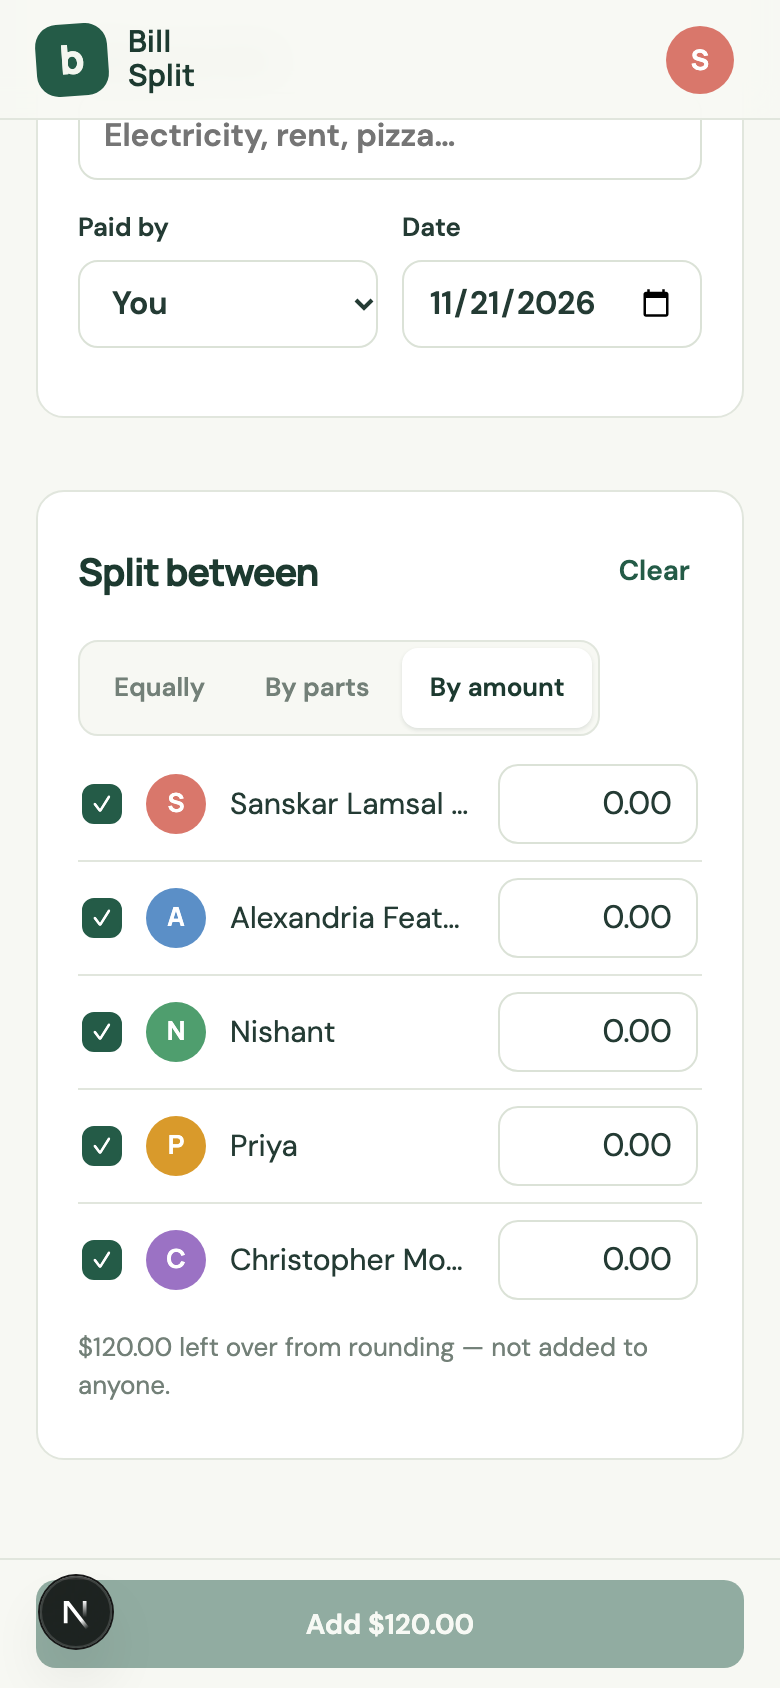 b
Bill
Split
S
Electricity, rent, pizza...
Paid by
Date
You
11/21/2026
Split between
Clear
Equally
By parts
By amount
S
Sanskar Lamsal ...
0.00
A
Alexandria Feat...
0.00
N
Nishant
0.00
P
Priya
0.00
C
Christopher Mo...
0.00
$120.00 left over from rounding — not added to
anyone.
N
Add $120.00